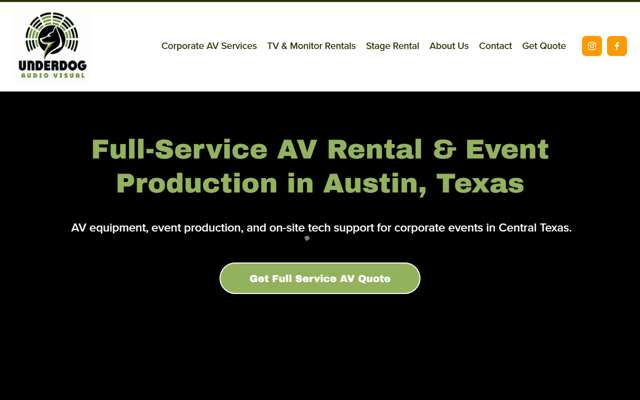 UNDERDOG
AUDIO VISUAL
Corporate AV Services
TV & Monitor Rentals
Stage Rental
About Us
Contact
Get Quote
Full-Service AV Rental & Event
Production in Austin, Texas
AV equipment, event production, and on-site tech support for corporate events in Central Texas.
Get Full Service AV Quote